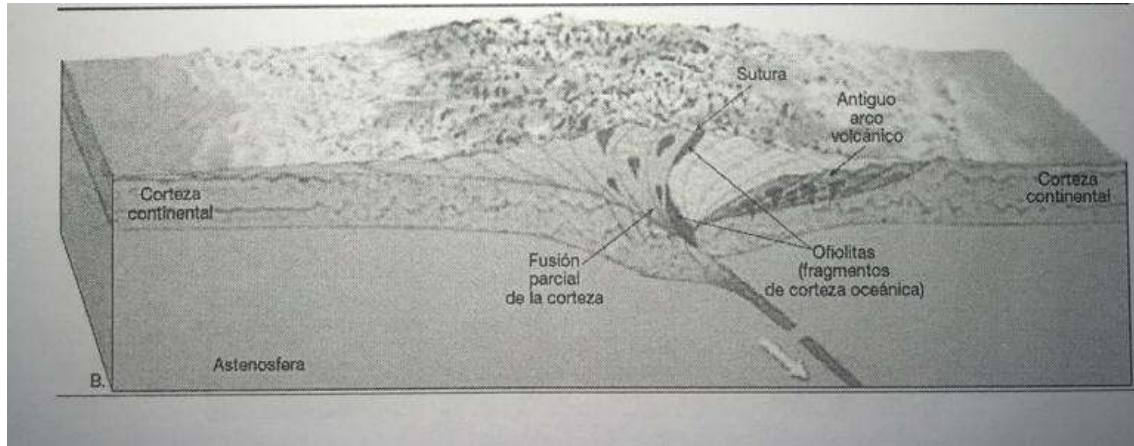 Sutura
Antiguo
arco
volcánico
Corteza
continental
Corteza
continental
Fusión
parcial
de la corteza
Ofiolitas
(fragmentos
de corteza oceánica)
Astenosfera
B.